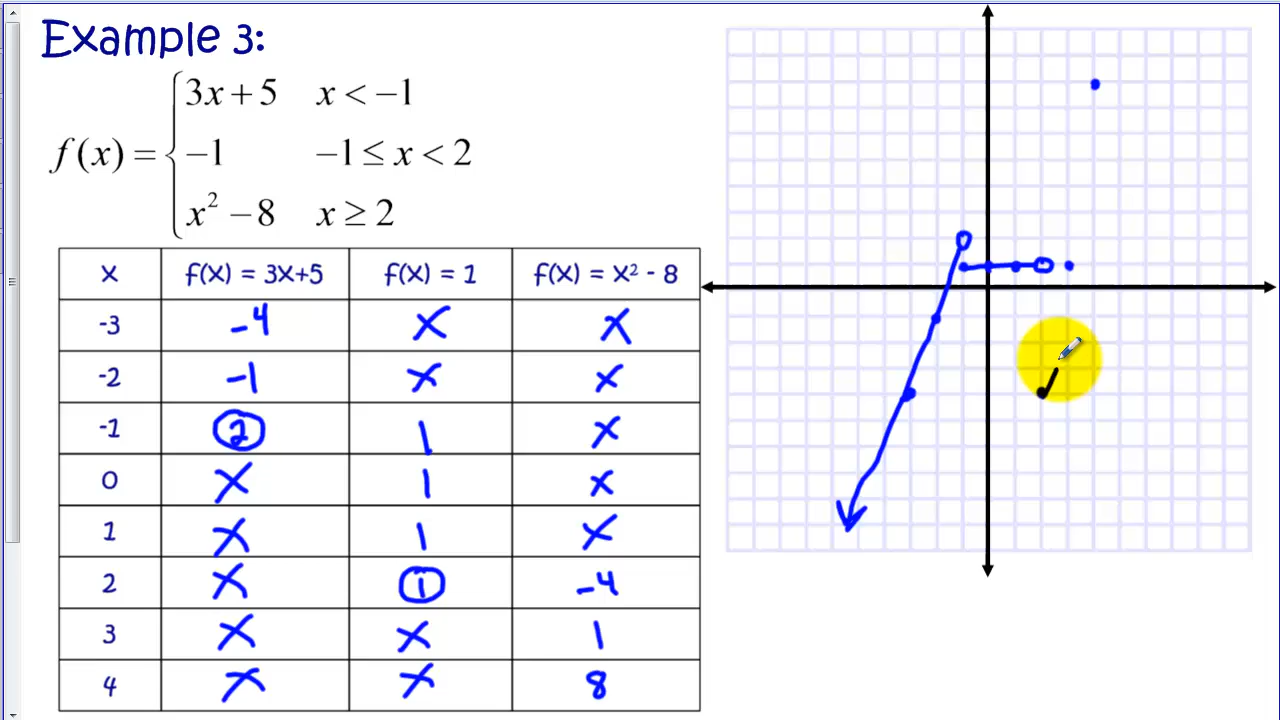 Example 3:
3x + 5 x < −1
f(x) = { −1 −1 ≤ x < 2
x² − 8 x ≥ 2
X f(X) = 3X+5 f(X) = 1 f(X) = X² - 8
-3 -4 X X
-2 -1 X X
-1 2 1 X
0 X 1 X
1 X 1 X
2 X 1 -4
3 X X 1
4 X X 8